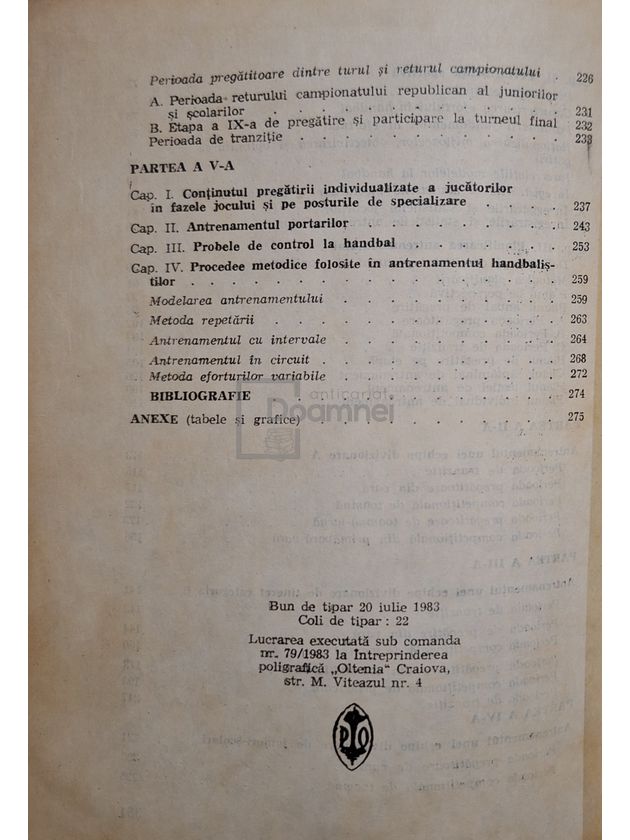 Perioada pregătitoare dintre turul și returul campionatului . 226
A. Perioada returului campionatului republican al juniorilor
și școlarilor . . . . . . . . . . . . 231
B. Etapa a IX-a de pregătire și participare la turneul final 232
Perioada de tranziție . . . . . . . . . . . 233
PARTEA A V-A
Cap. I. Conținutul pregătirii individualizate a jucătorilor
în fazele jocului și pe posturile de specializare . . . . 237
Cap. II. Antrenamentul portarilor . . . . . . . . 243
Cap. III. Probele de control la handbal . . . . . . 253
Cap. IV. Procedee metodice folosite în antrenamentul handbaliș-
tilor . . . . . . . . . . . . . . . 259
Modelarea antrenamentului . . . . . . . . . 259
Metoda repetării . . . . . . . . . . . . 263
Antrenamentul cu intervale . . . . . . . . . 264
Antrenamentul în circuit . . . . . . . . . . 268
Metoda eforturilor variabile . . . . . . . . . 272
BIBLIOGRAFIE . . . . . . . . . . . . 274
ANEXE (tabele și grafice) . . . . . . . . . . 275
anticariat
Doamnei
Bun de tipar 20 iulie 1983
Coli de tipar : 22
Lucrarea executată sub comanda
nr. 79/1983 la Întreprinderea
poligrafică „Oltenia“ Craiova,
str. M. Viteazul nr. 4
P O